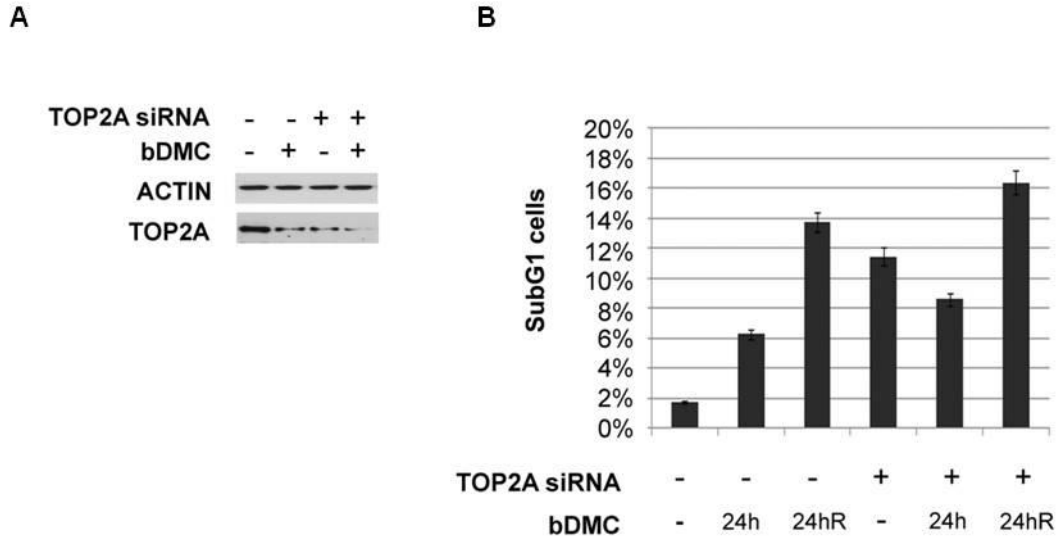 A
B
TOP2A siRNA - - + +
bDMC - + - +
ACTIN
TOP2A
SubG1 cells
20%
18%
16%
14%
12%
10%
8%
6%
4%
2%
0%
TOP2A siRNA - - - + + +
bDMC - 24h 24hR - 24h 24hR